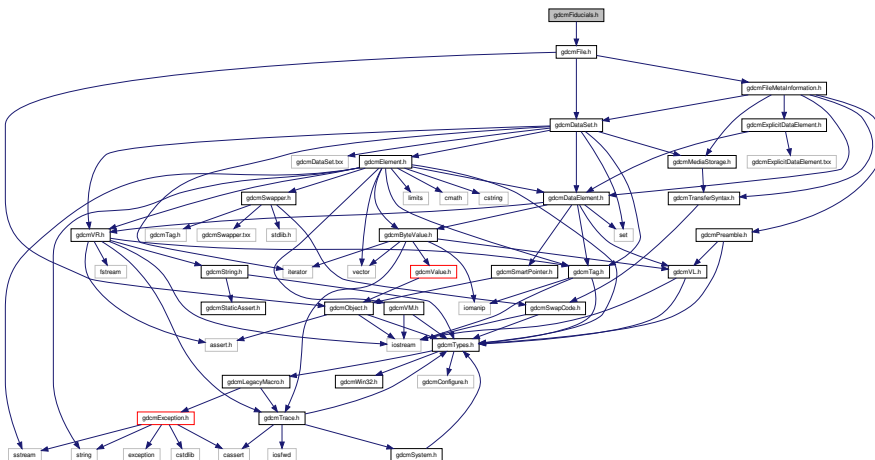 gdcmFiducials.h
gdcmFile.h
gdcmFileMetaInformation.h
gdcmDataSet.h
gdcmExplicitDataElement.h
gdcmDataSet.txx
gdcmElement.h
gdcmMediaStorage.h
gdcmExplicitDataElement.txx
gdcmSwapper.h
limits
cmath
cstring
gdcmDataElement.h
gdcmTransferSyntax.h
gdcmVR.h
gdcmTag.h
gdcmSwapper.txx
stdlib.h
gdcmByteValue.h
set
gdcmPreamble.h
fstream
gdcmString.h
iterator
vector
gdcmValue.h
gdcmSmartPointer.h
gdcmTag.h
gdcmVL.h
gdcmStaticAssert.h
gdcmObject.h
gdcmVM.h
iomanip
gdcmSwapCode.h
assert.h
iostream
gdcmTypes.h
gdcmLegacyMacro.h
gdcmWin32.h
gdcmConfigure.h
gdcmException.h
gdcmTrace.h
sstream
string
exception
cstdlib
cassert
iosfwd
gdcmSystem.h